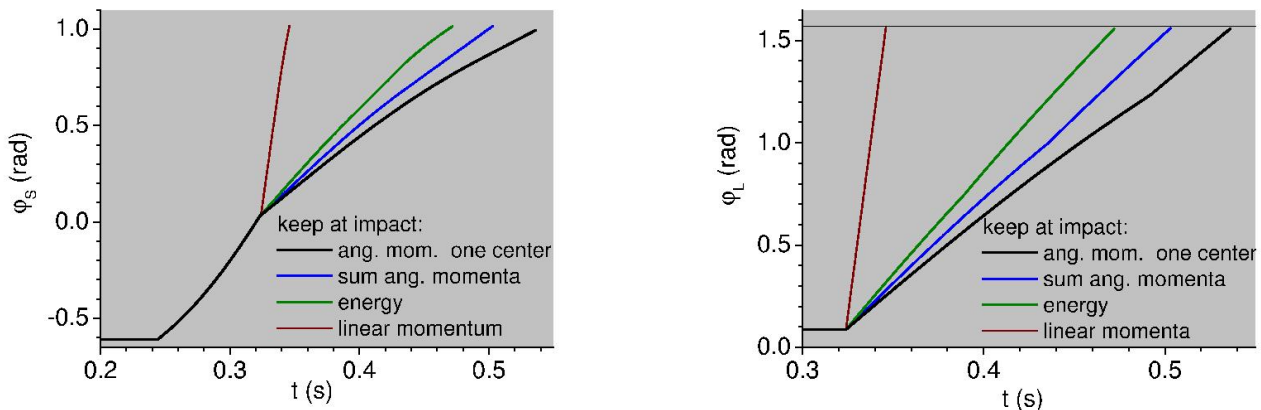 1.0
0.5
0.0
-0.5
φS (rad)
keep at impact:
ang. mom. one center
sum ang. momenta
energy
linear momentum
0.2 0.3 0.4 0.5
t (s)
1.5
1.0
0.5
0.0
φL (rad)
keep at impact:
ang. mom. one center
sum ang. momenta
energy
linear momenta
0.3 0.4 0.5
t (s)